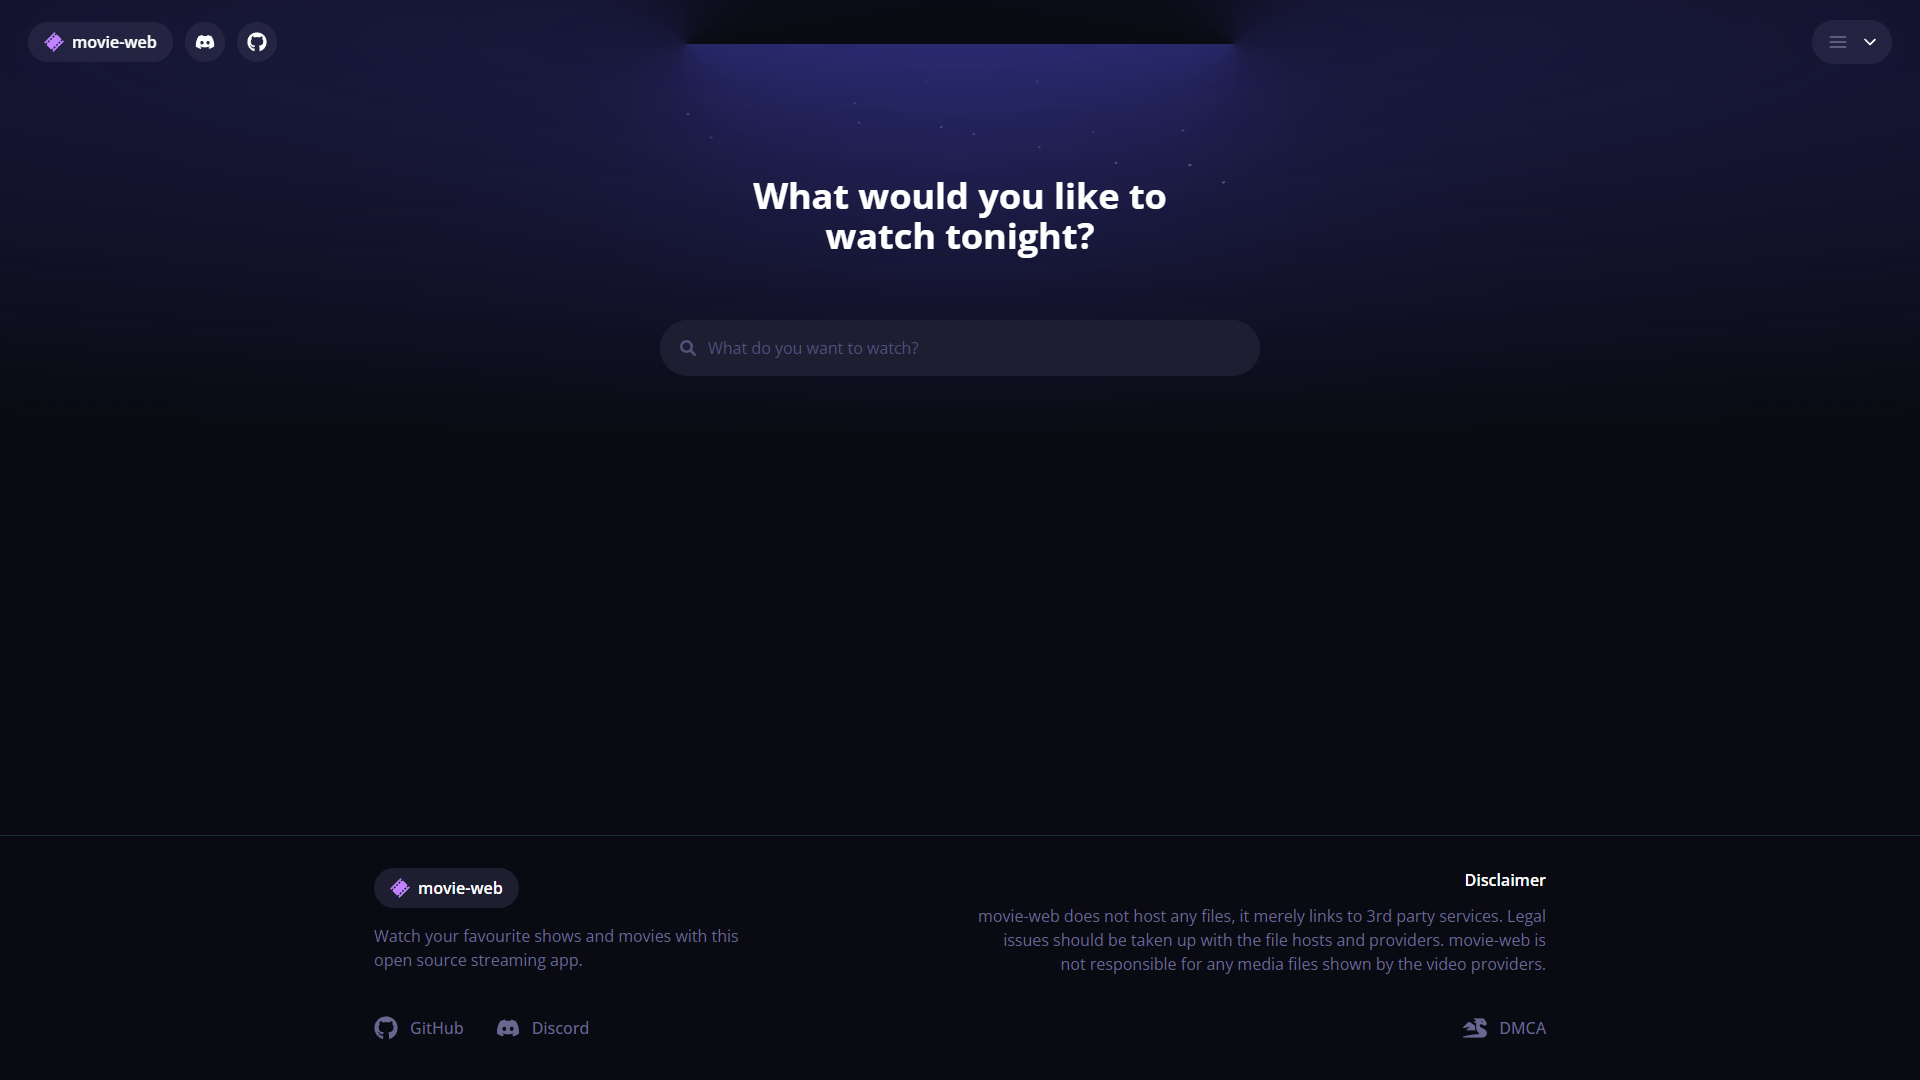 movie-web
What would you like to
watch tonight?
What do you want to watch?
movie-web
Watch your favourite shows and movies with this
open source streaming app.
GitHub
Discord
Disclaimer
movie-web does not host any files, it merely links to 3rd party services. Legal
issues should be taken up with the file hosts and providers. movie-web is
not responsible for any media files shown by the video providers.
DMCA